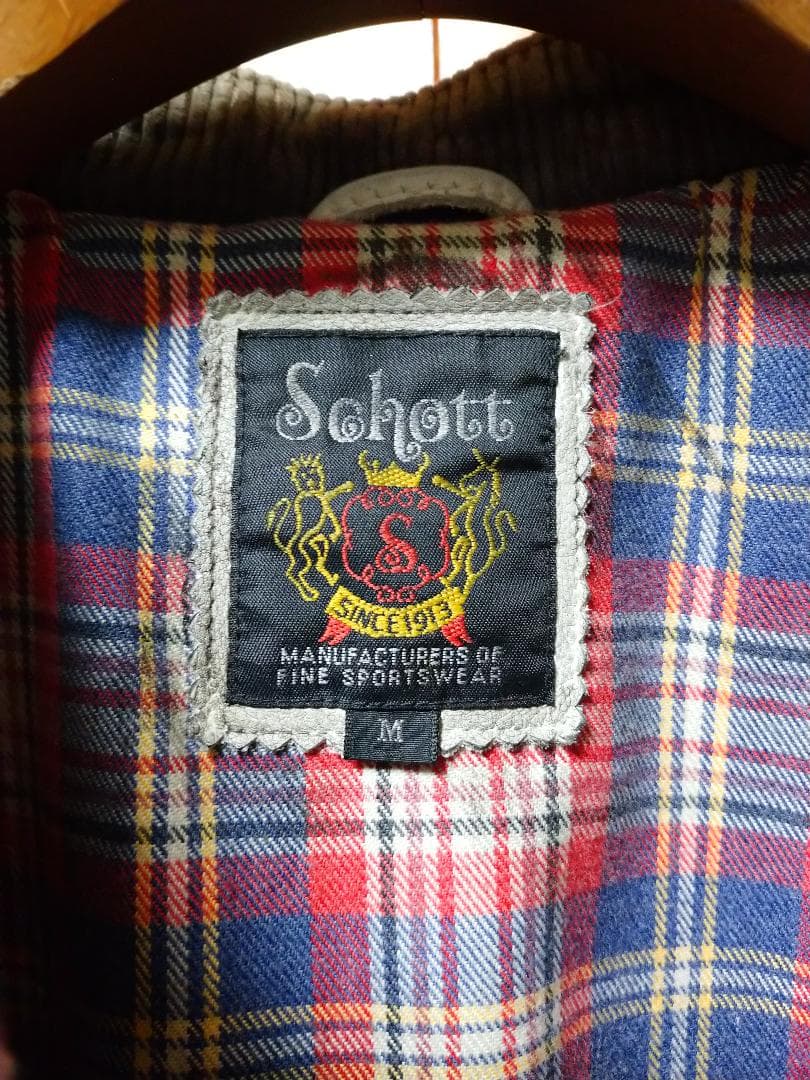 Schott
S
SINCE 1913
MANUFACTURERS OF
FINE SPORTSWEAR
M